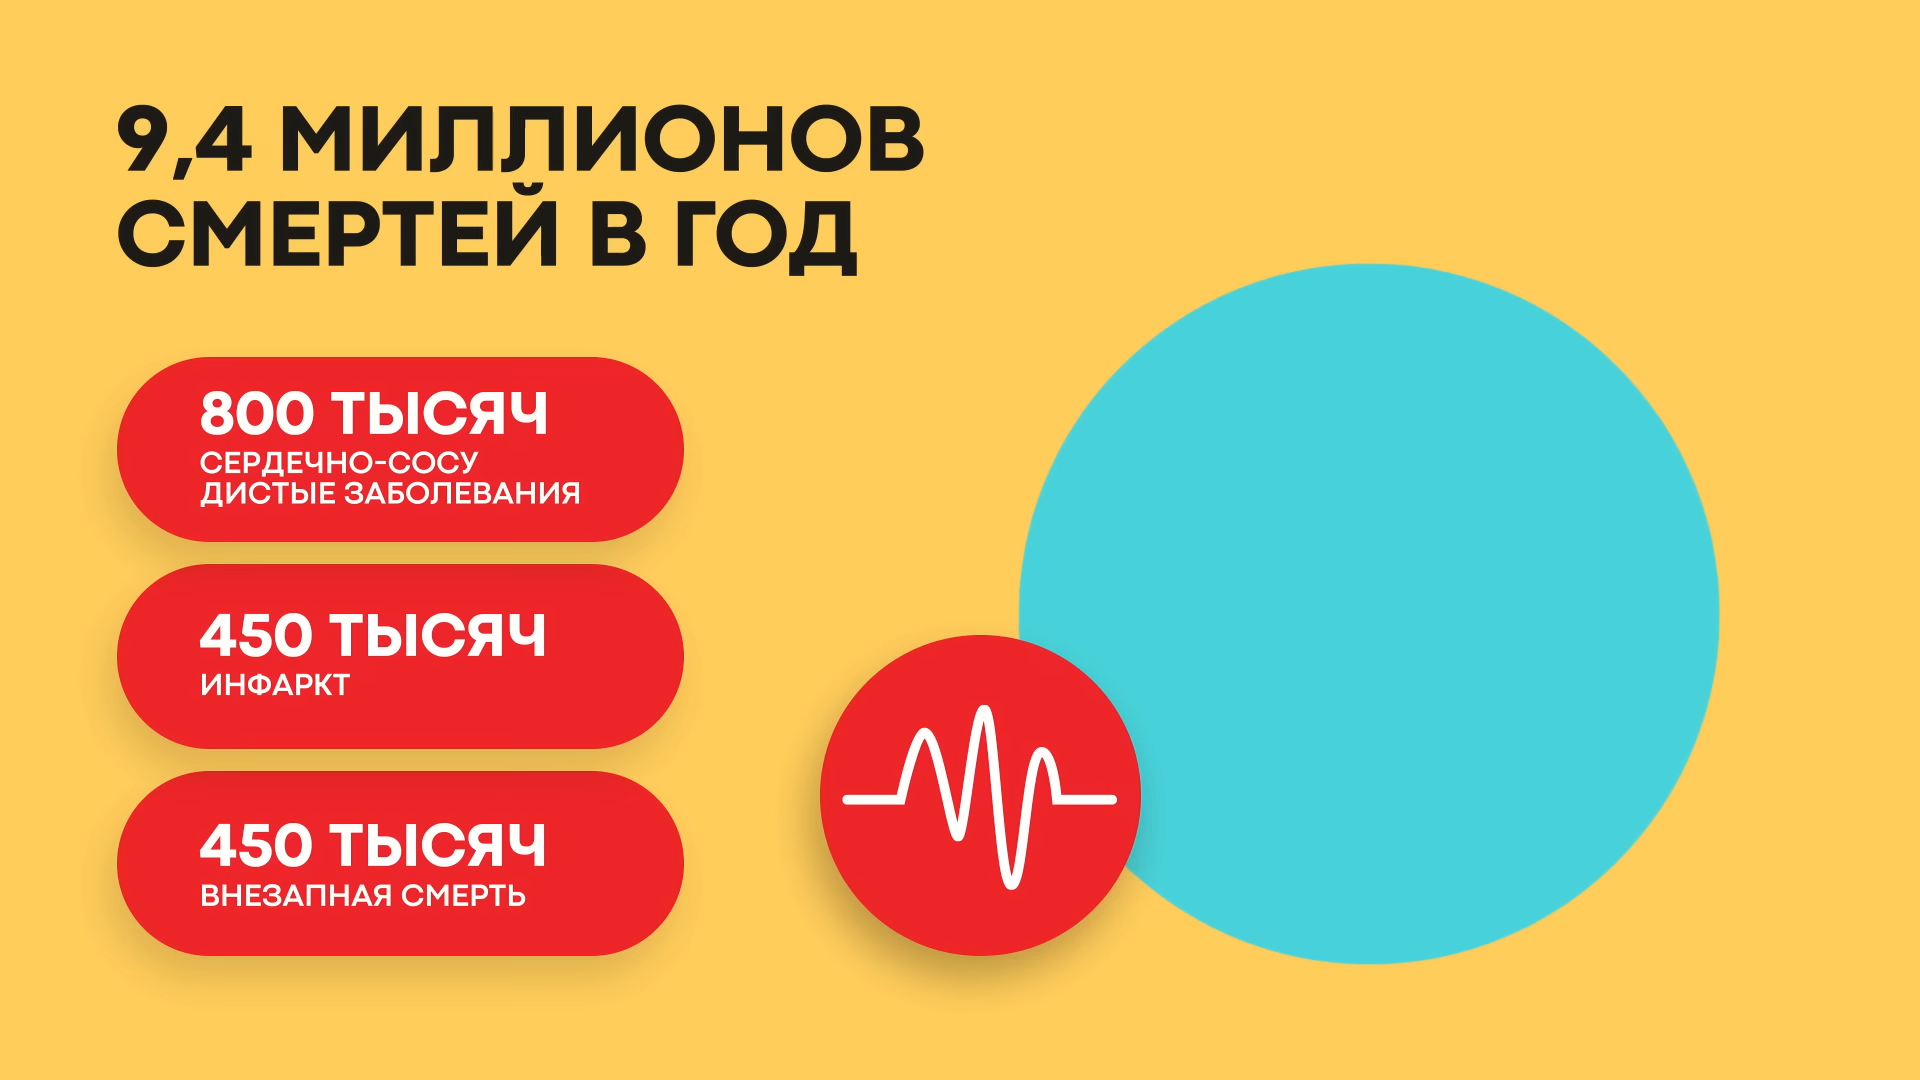 9,4 МИЛЛИОНОВ
СМЕРТЕЙ В ГОД
800 ТЫСЯЧ
СЕРДЕЧНО-СОСУ
ДИСТЫЕ ЗАБОЛЕВАНИЯ
450 ТЫСЯЧ
ИНФАРКТ
450 ТЫСЯЧ
ВНЕЗАПНАЯ СМЕРТЬ